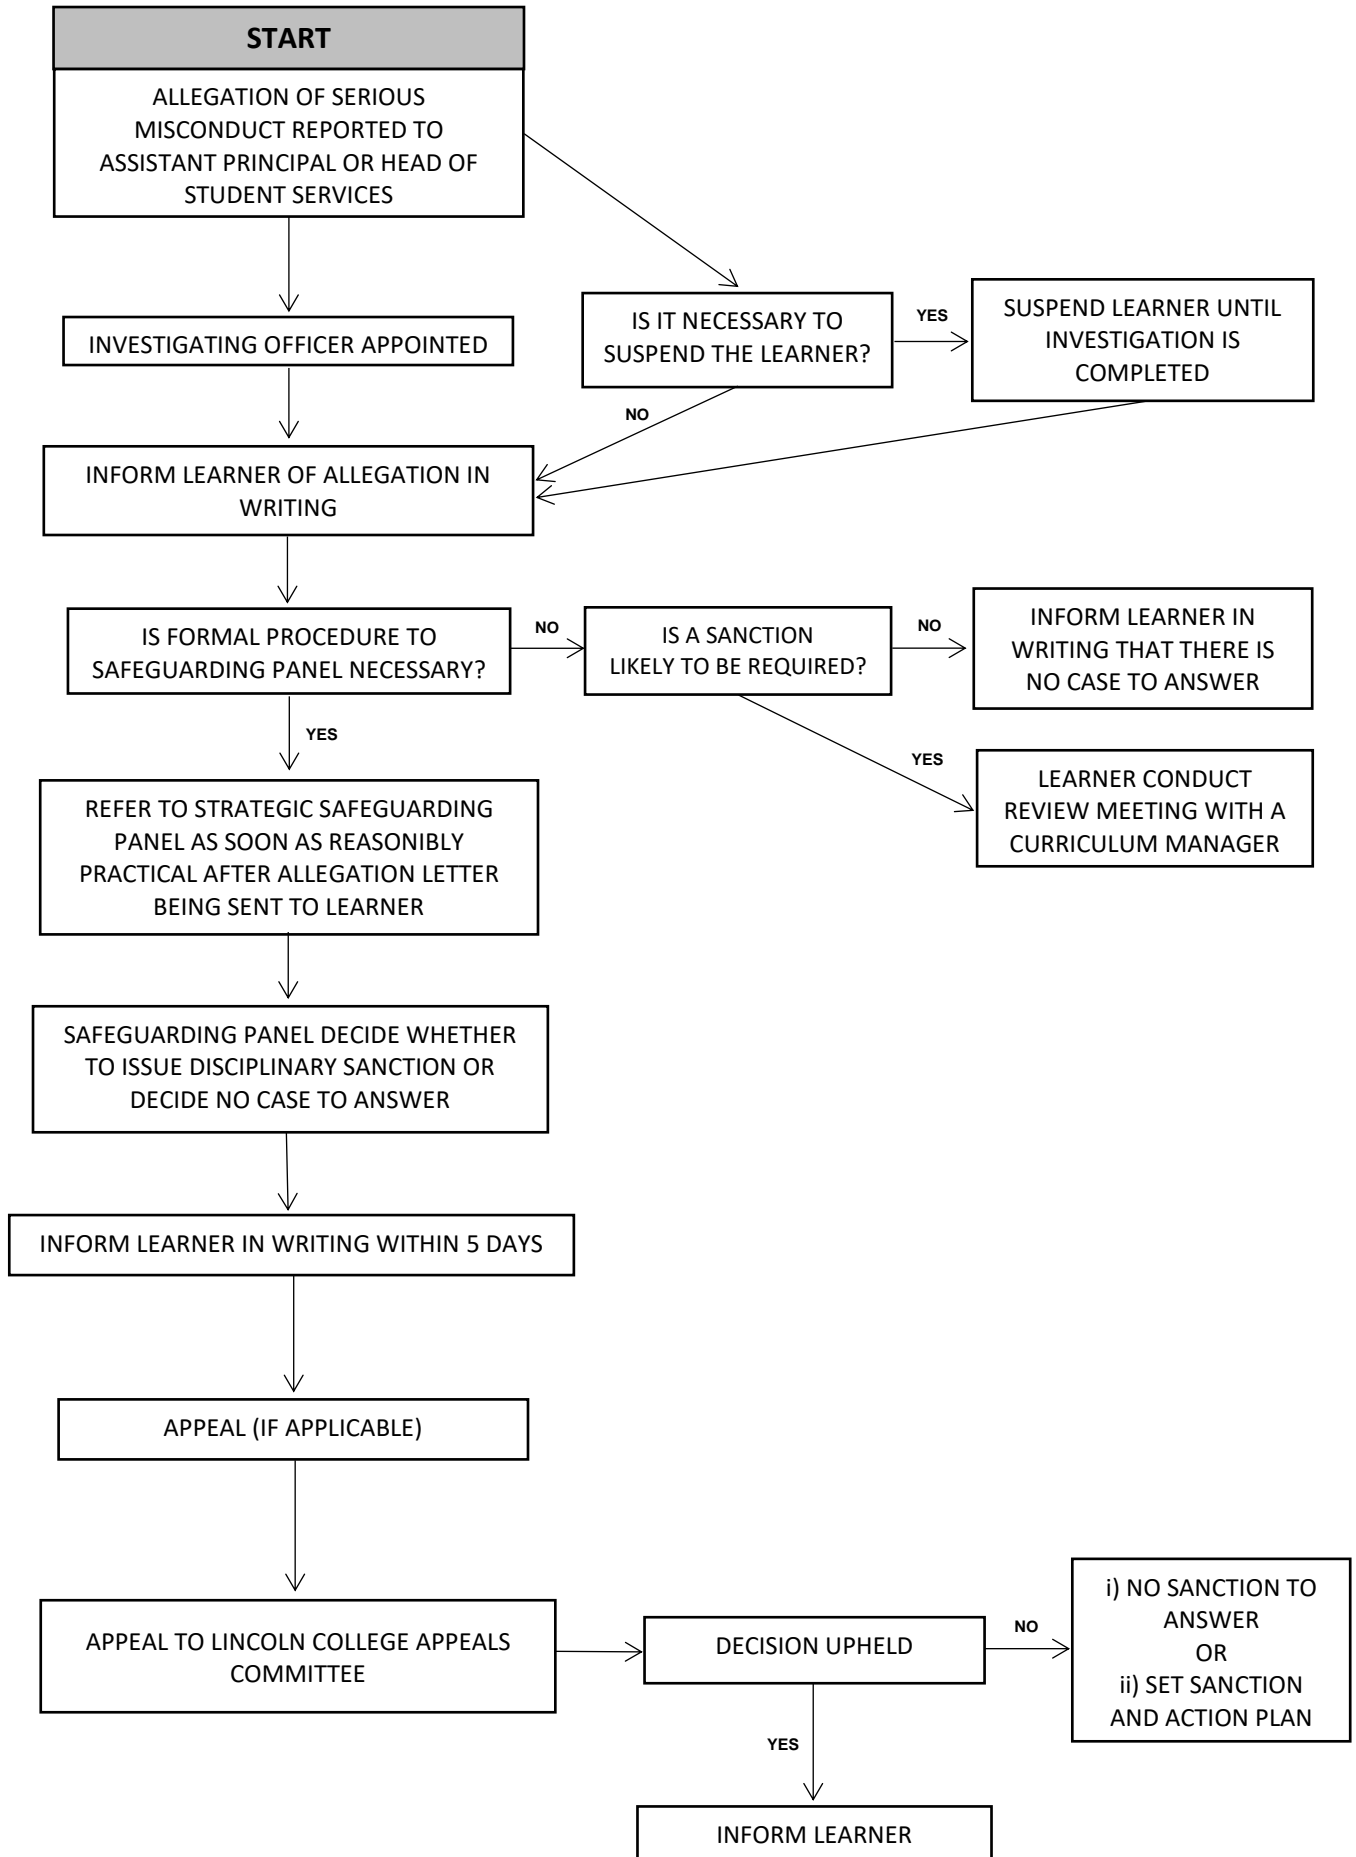 START
ALLEGATION OF SERIOUS
MISCONDUCT REPORTED TO
ASSISTANT PRINCIPAL OR HEAD OF
STUDENT SERVICES
INVESTIGATING OFFICER APPOINTED
IS IT NECESSARY TO
SUSPEND THE LEARNER?
YES
SUSPEND LEARNER UNTIL
INVESTIGATION IS
COMPLETED
NO
INFORM LEARNER OF ALLEGATION IN
WRITING
IS FORMAL PROCEDURE TO
SAFEGUARDING PANEL NECESSARY?
NO
IS A SANCTION
LIKELY TO BE REQUIRED?
NO
INFORM LEARNER IN
WRITING THAT THERE IS
NO CASE TO ANSWER
YES
YES
LEARNER CONDUCT
REVIEW MEETING WITH A
CURRICULUM MANAGER
REFER TO STRATEGIC SAFEGUARDING
PANEL AS SOON AS REASONIBLY
PRACTICAL AFTER ALLEGATION LETTER
BEING SENT TO LEARNER
SAFEGUARDING PANEL DECIDE WHETHER
TO ISSUE DISCIPLINARY SANCTION OR
DECIDE NO CASE TO ANSWER
INFORM LEARNER IN WRITING WITHIN 5 DAYS
APPEAL (IF APPLICABLE)
APPEAL TO LINCOLN COLLEGE APPEALS
COMMITTEE
DECISION UPHELD
NO
i) NO SANCTION TO
ANSWER
OR
ii) SET SANCTION
AND ACTION PLAN
YES
INFORM LEARNER